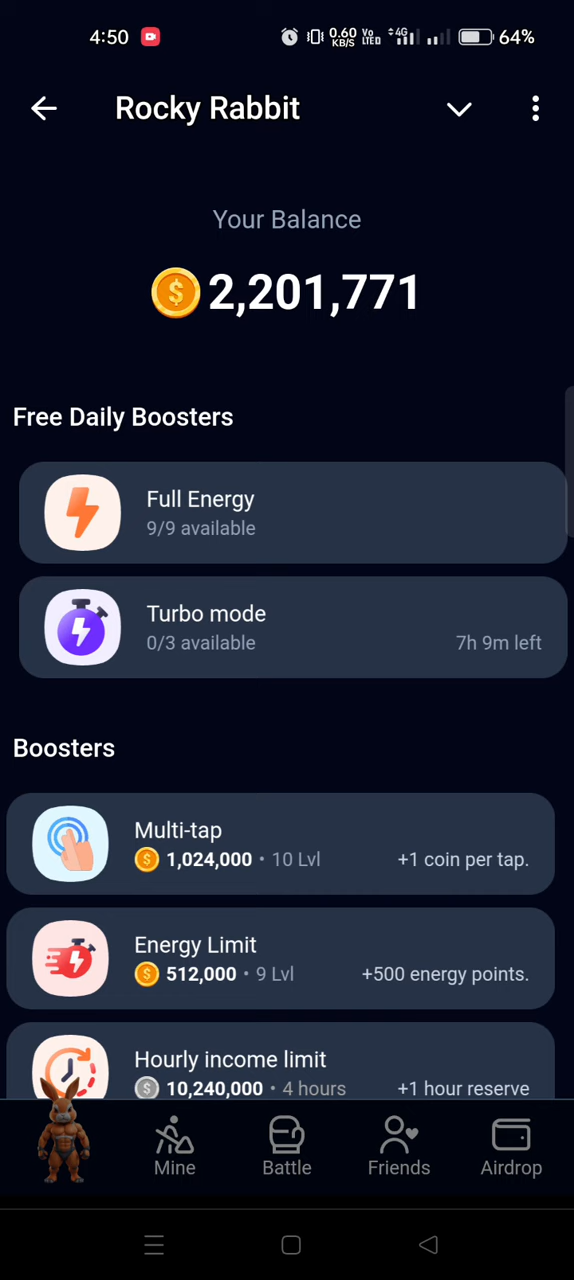 4:50 0.60 KB/S Vo LTED 4G 64%
Rocky Rabbit
Your Balance
$ 2,201,771
Free Daily Boosters
Full Energy
9/9 available
Turbo mode
0/3 available 7h 9m left
Boosters
Multi-tap
$ 1,024,000 • 10 Lvl +1 coin per tap.
Energy Limit
$ 512,000 • 9 Lvl +500 energy points.
Hourly income limit
$ 10,240,000 • 4 hours +1 hour reserve
Mine Battle Friends Airdrop